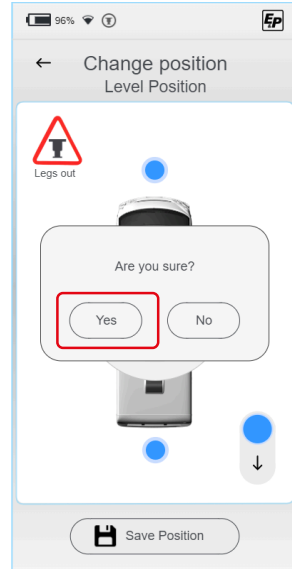 96%
EP
Change position
Level Position
Legs out
Are you sure?
Yes
No
Save Position